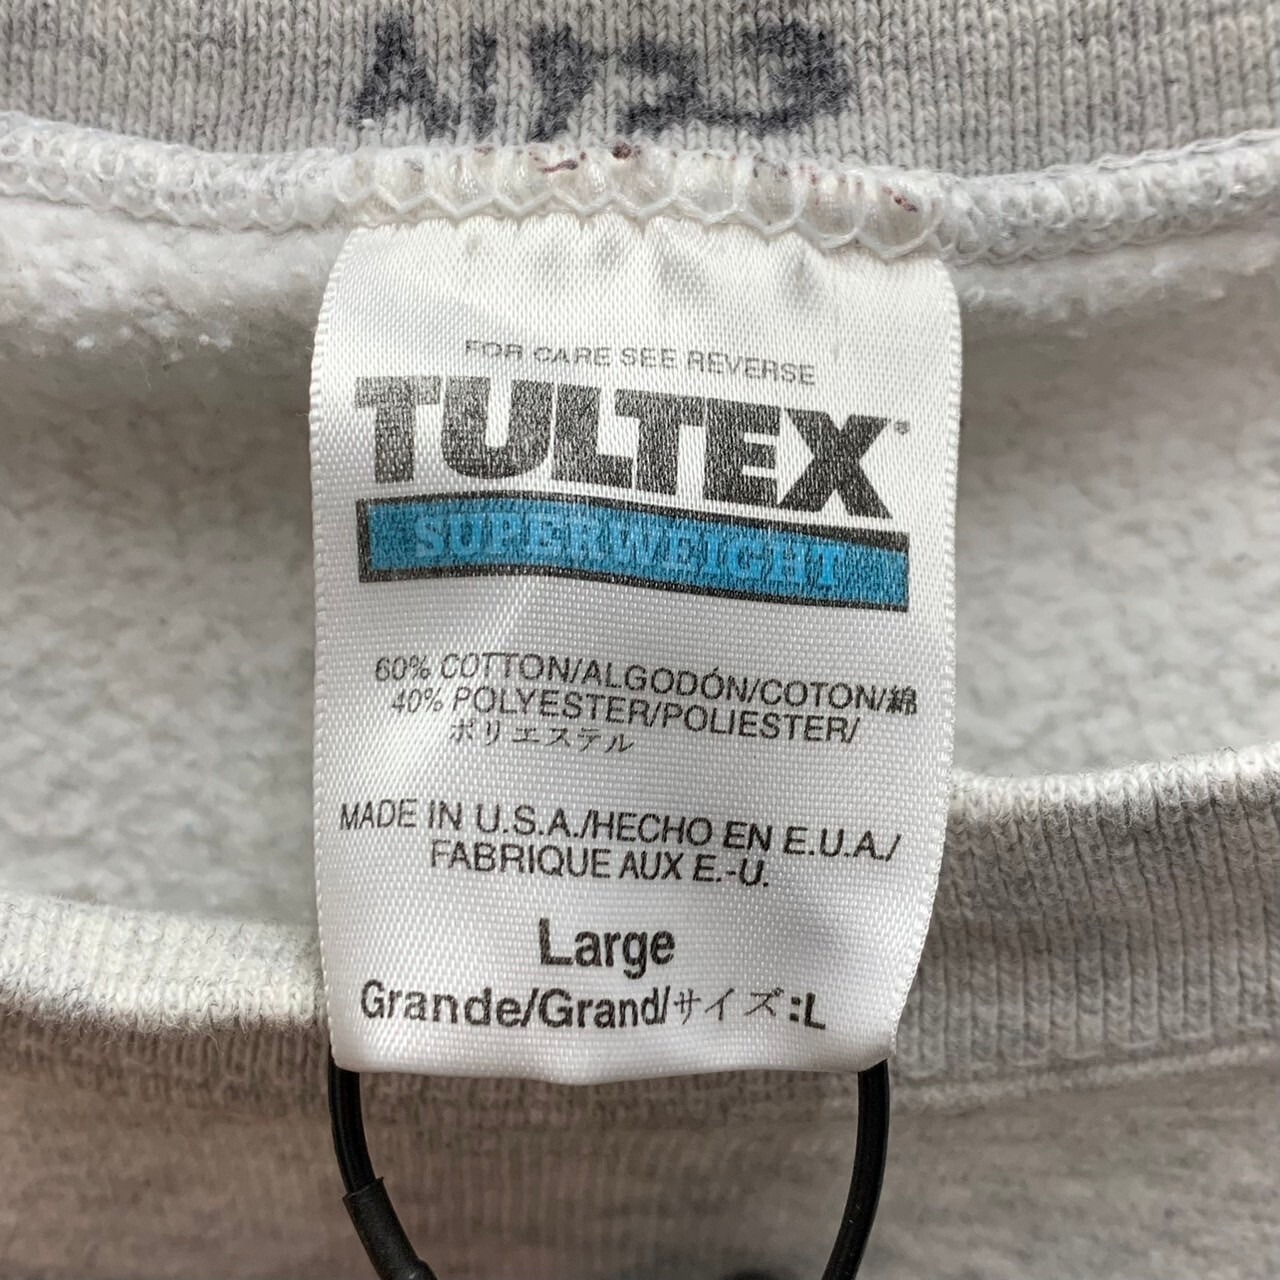 FOR CARE SEE REVERSE
TULTEX®
SUPERWEIGHT
60% COTTON/ALGODÓN/COTON/綿
40% POLYESTER/POLIESTER/
ポリエステル
MADE IN U.S.A./HECHO EN E.U.A./
FABRIQUE AUX E.-U.
Large
Grande/Grand/サイズ:L